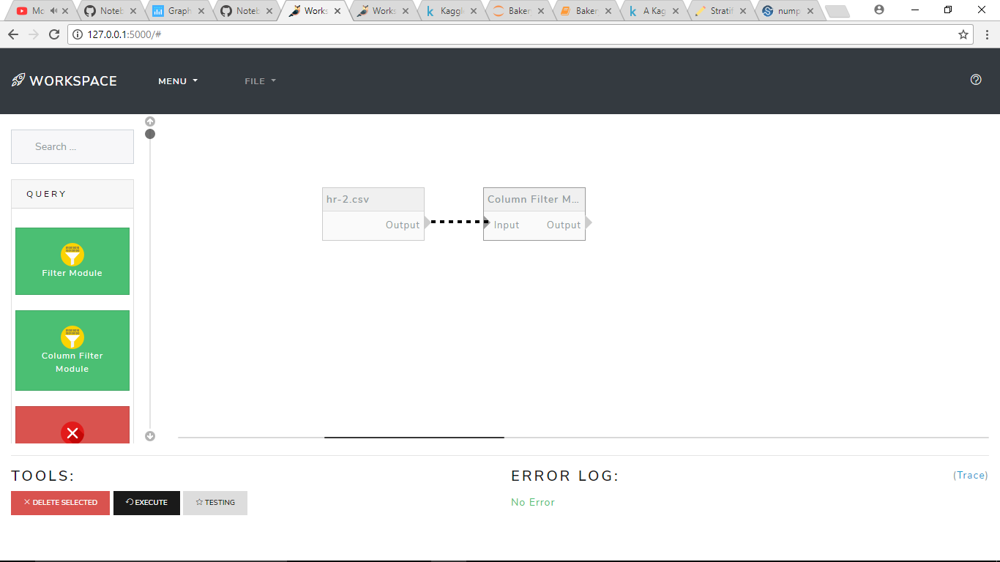 Mo
Noteb
Graph
Noteb
Works
Works
Kaggl
Baker
Baker
A Kag
Stratif
nump
127.0.0.1:5000/#
WORKSPACE
MENU
FILE
Search ...
QUERY
Filter Module
Column Filter
Module
hr-2.csv
Output
Column Filter M...
Input Output
TOOLS:
DELETE SELECTED
EXECUTE
TESTING
ERROR LOG:
(Trace)
No Error